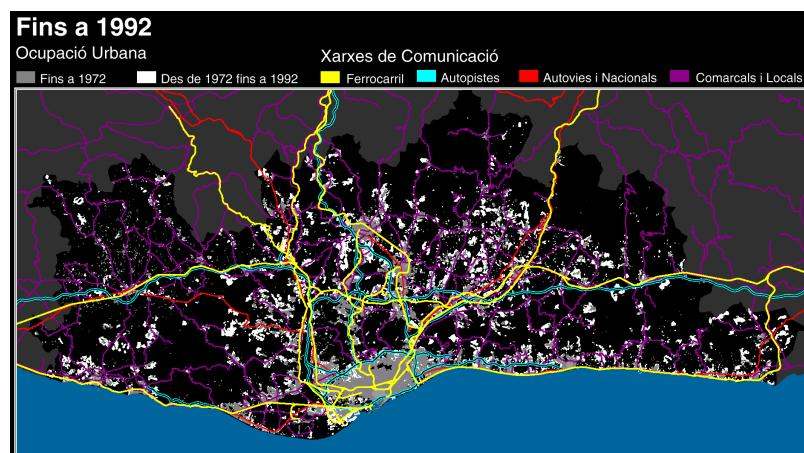 Fins a 1992
Ocupació Urbana
Xarxes de Comunicació
Fins a 1972
Des de 1972 fins a 1992
Ferrocarril
Autopistes
Autovies i Nacionals
Comarcals i Locals